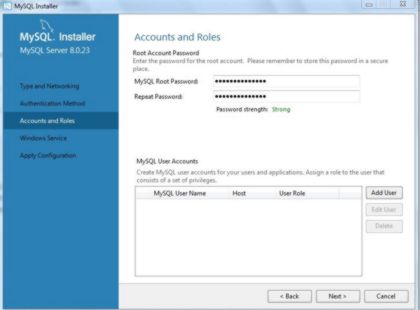 MySQL Installer
MySQL. Installer
MySQL Server 8.0.23
Type and Networking
Authentication Method
Accounts and Roles
Windows Service
Apply Configuration
Accounts and Roles
Root Account Password
Enter the password for the root account. Please remember to store this password in a secure
place.
MySQL Root Password: ••••••••••••••
Repeat Password: ••••••••••••••
Password strength: Strong
MySQL User Accounts
Create MySQL user accounts for your users and applications. Assign a role to the user that
consists of a set of privileges.
MySQL User Name Host User Role
Add User
Edit User
Delete
< Back Next > Cancel